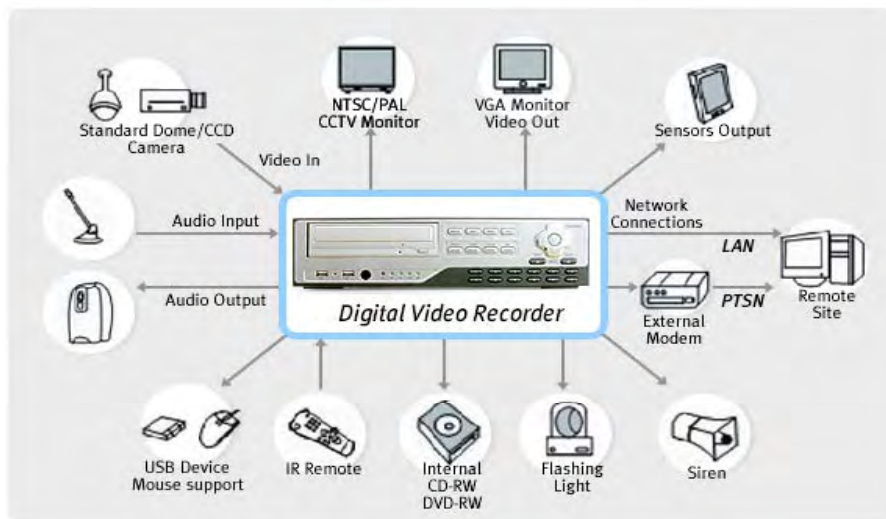 NTSC/PAL
CCTV Monitor
VGA Monitor
Video Out
Sensors Output
Standard Dome/CCD
Camera
Video In
Audio Input
Network
Connections
LAN
Audio Output
Digital Video Recorder
External
Modem
PTSN
Remote
Site
USB Device
Mouse support
IR Remote
Internal
CD-RW
DVD-RW
Flashing
Light
Siren